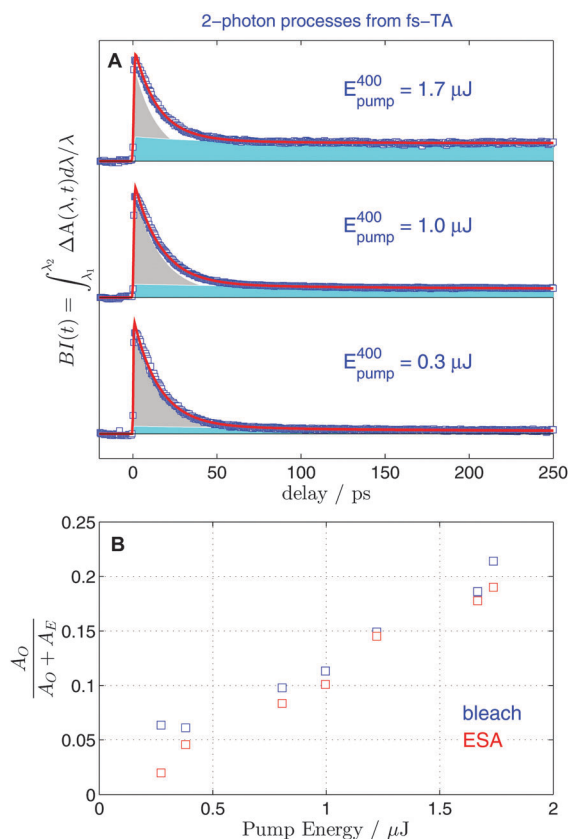 2−photon processes from fs−TA
A
E^400_pump = 1.7 μJ
E^400_pump = 1.0 μJ
E^400_pump = 0.3 μJ
BI(t) = ∫_{λ1}^{λ2} ΔA(λ, t)dλ/λ
0 50 100 150 200 250
delay / ps
B
0.25
0.2
0.15
0.1
0.05
0
A_O / (A_O + A_E)
bleach
ESA
0 0.5 1 1.5 2
Pump Energy / μJ